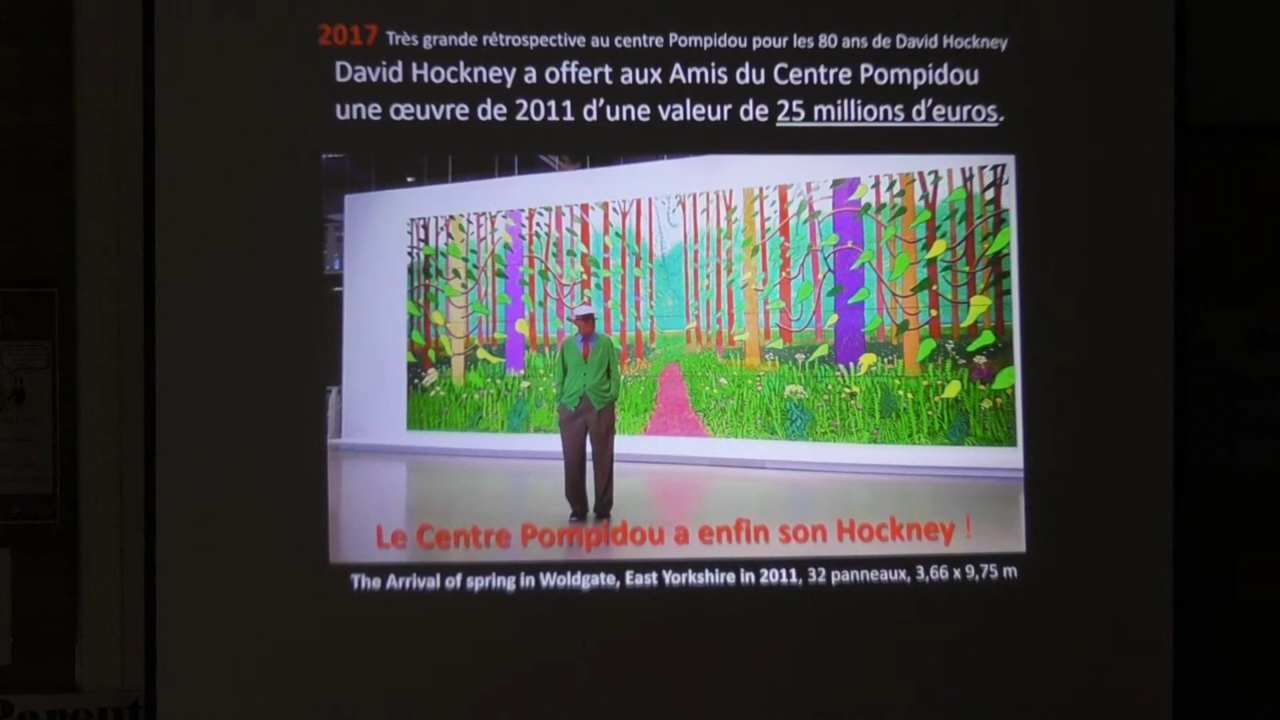 2017 Très grande rétrospective au centre Pompidou pour les 80 ans de David Hockney
David Hockney a offert aux Amis du Centre Pompidou
une œuvre de 2011 d’une valeur de 25 millions d’euros.
Le Centre Pompidou a enfin son Hockney !
The Arrival of spring in Woldgate, East Yorkshire in 2011, 32 panneaux, 3,66 x 9,75 m
Parent